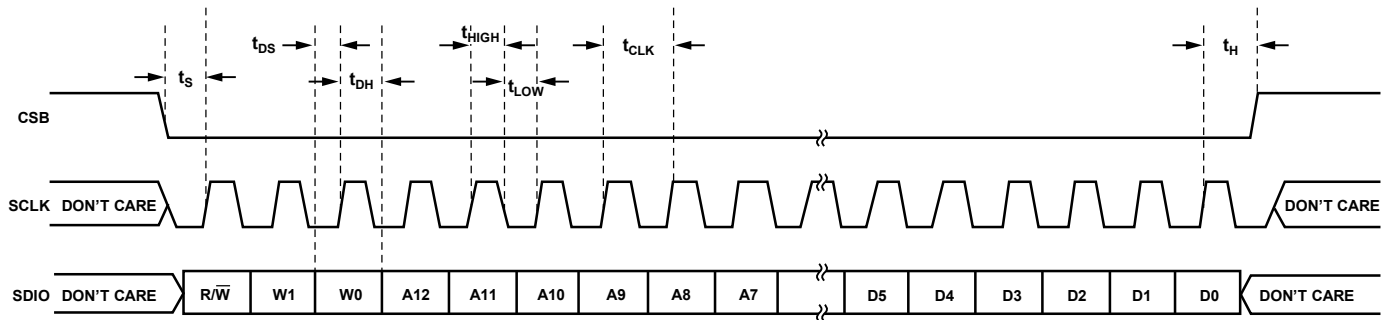 tDS
tHIGH
tCLK
tH
tS
tDH
tLOW
CSB
SCLK DON'T CARE
DON'T CARE
SDIO DON'T CARE R/W̅ W1 W0 A12 A11 A10 A9 A8 A7 D5 D4 D3 D2 D1 D0 DON'T CARE